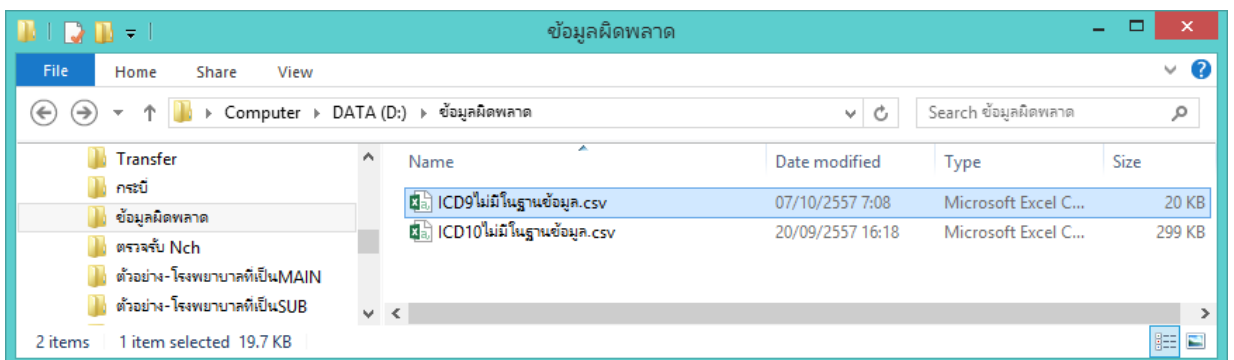 ข้อมูลผิดพลาด
File Home Share View
Computer DATA (D:) ข้อมูลผิดพลาด Search ข้อมูลผิดพลาด
Transfer
กระบี่
ข้อมูลผิดพลาด
ตรวจรับ Nch
ตัวอย่าง-โรงพยาบาลที่เป็นMAIN
ตัวอย่าง-โรงพยาบาลที่เป็นSUB
Name Date modified Type Size
ICD9ไม่มีในฐานข้อมูล.csv 07/10/2557 7:08 Microsoft Excel C... 20 KB
ICD10ไม่มีในฐานข้อมูล.csv 20/09/2557 16:18 Microsoft Excel C... 299 KB
2 items 1 item selected 19.7 KB